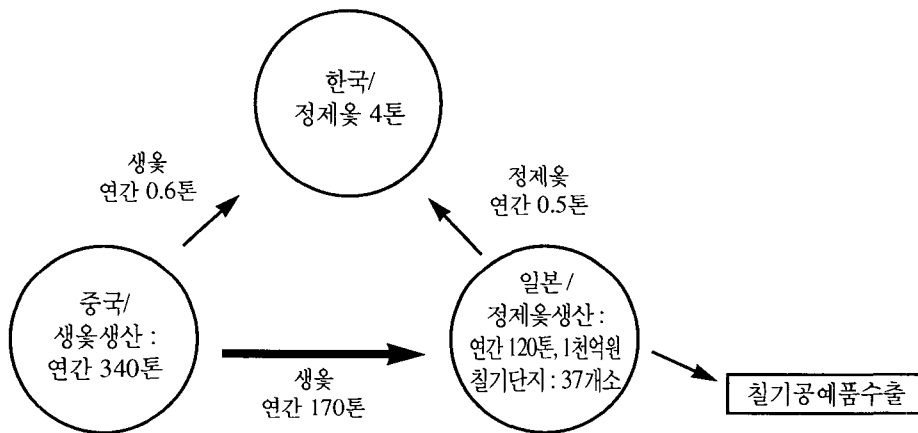 한국/
정제옻 4톤
생옻
연간 0.6톤
정제옻
연간 0.5톤
중국/
생옻생산 :
연간 340톤
생옻
연간 170톤
일본/
정제옻생산 :
연간 120톤, 1천억원
칠기단지 : 37개소
칠기공예품수출